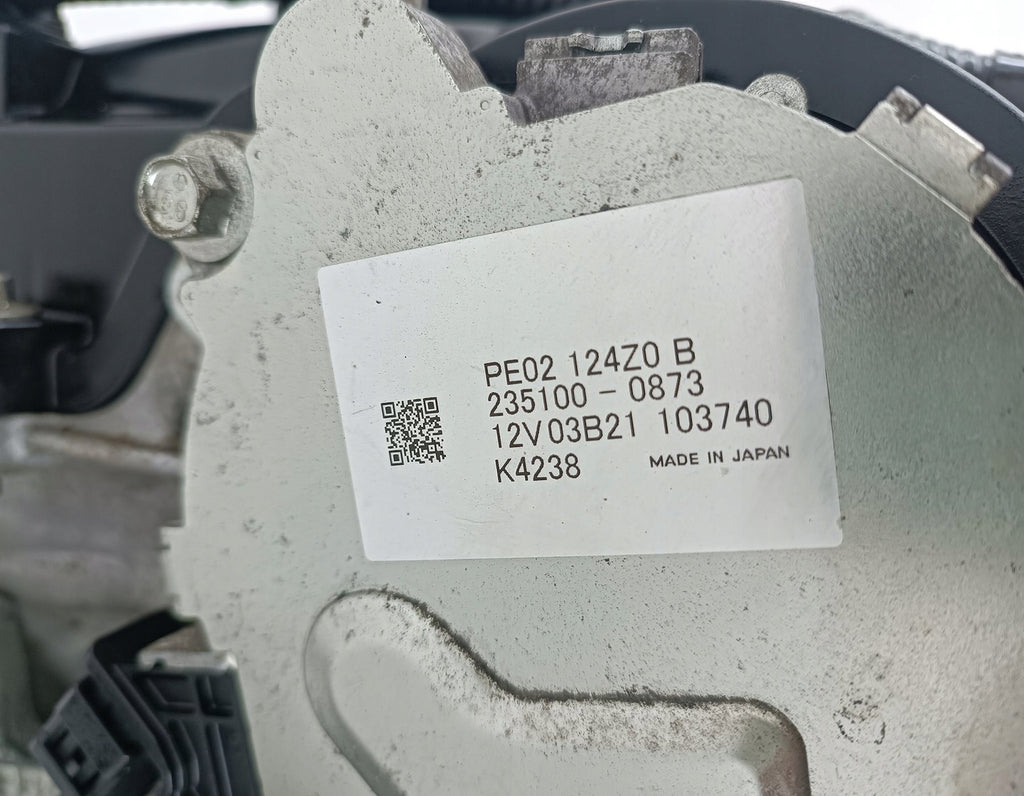 PE02 124Z0 B
235100-0873
12V03B21 103740
K4238 MADE IN JAPAN